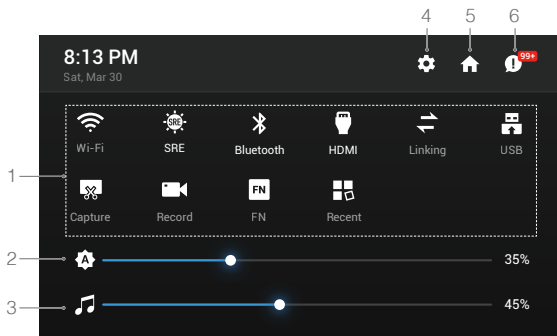 4 5 6
8:13 PM
99+
Sat, Mar 30
SRE
Wi-Fi SRE Bluetooth HDMI Linking USB
1
FN
Capture Record FN Recent
2 A 35%
3 45%